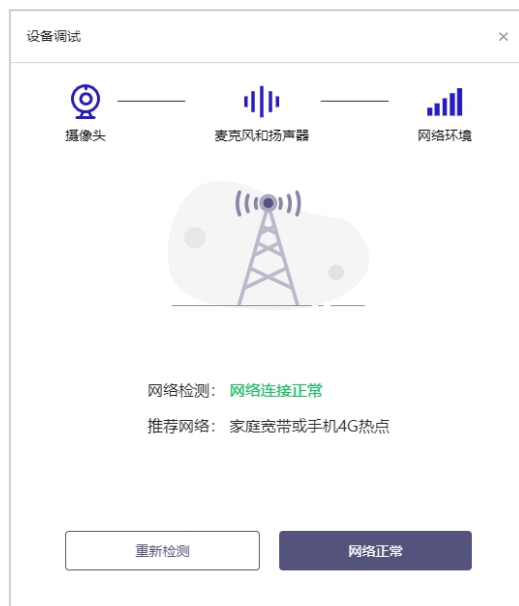 设备调试
摄像头 麦克风和扬声器 网络环境
网络检测： 网络连接正常
推荐网络： 家庭宽带或手机4G热点
重新检测 网络正常